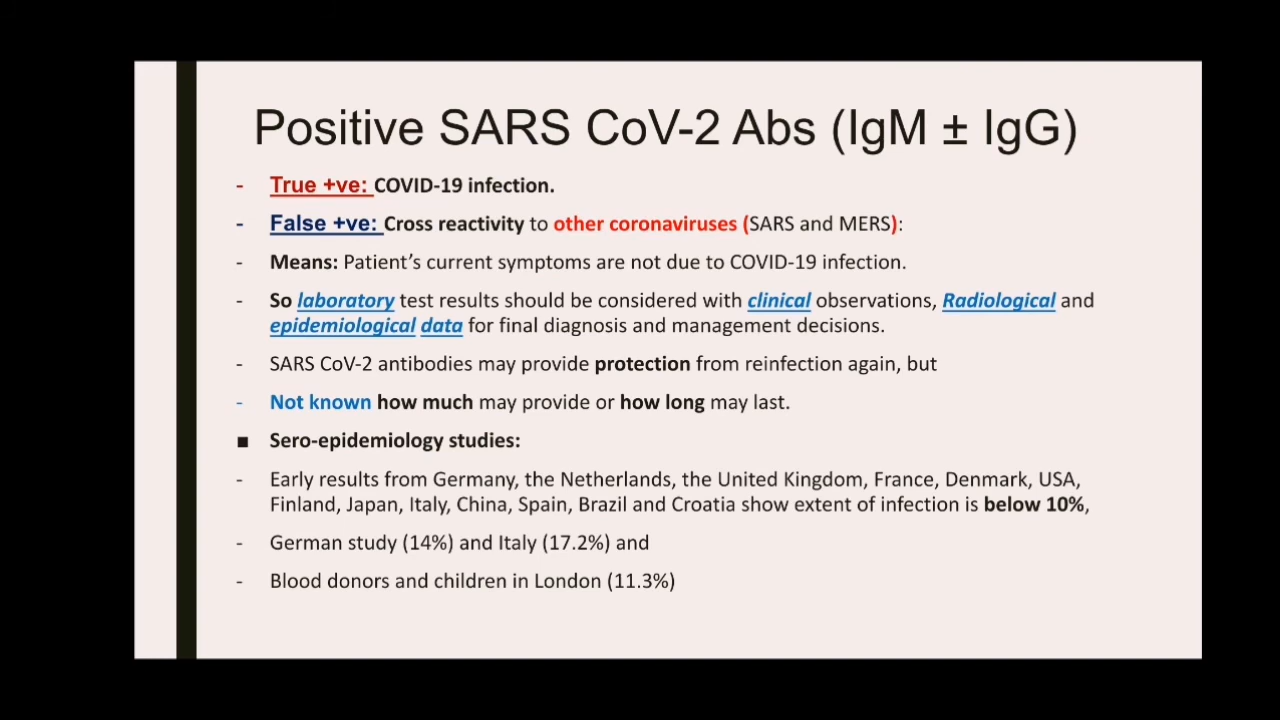 Positive SARS CoV-2 Abs (IgM ± IgG)
- True +ve: COVID-19 infection.
- False +ve: Cross reactivity to other coronaviruses (SARS and MERS):
- Means: Patient’s current symptoms are not due to COVID-19 infection.
- So laboratory test results should be considered with clinical observations, Radiological and
epidemiological data for final diagnosis and management decisions.
- SARS CoV-2 antibodies may provide protection from reinfection again, but
- Not known how much may provide or how long may last.
■ Sero-epidemiology studies:
- Early results from Germany, the Netherlands, the United Kingdom, France, Denmark, USA,
Finland, Japan, Italy, China, Spain, Brazil and Croatia show extent of infection is below 10%,
- German study (14%) and Italy (17.2%) and
- Blood donors and children in London (11.3%)